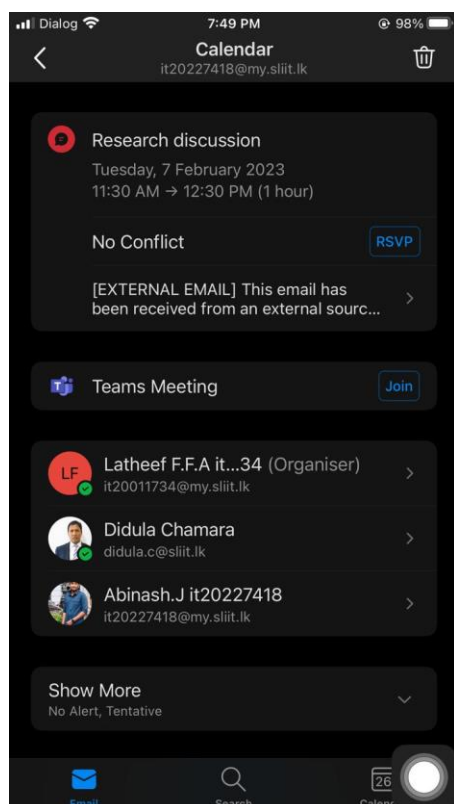 Dialog 7:49 PM 98%
Calendar
it20227418@my.sliit.lk
Research discussion
Tuesday, 7 February 2023
11:30 AM → 12:30 PM (1 hour)
No Conflict RSVP
[EXTERNAL EMAIL] This email has
been received from an external sourc...
Teams Meeting Join
LF
Latheef F.F.A it...34 (Organiser)
it20011734@my.sliit.lk
Didula Chamara
didula.c@sliit.lk
Abinash.J it20227418
it20227418@my.sliit.lk
Show More
No Alert, Tentative
26
Email Search